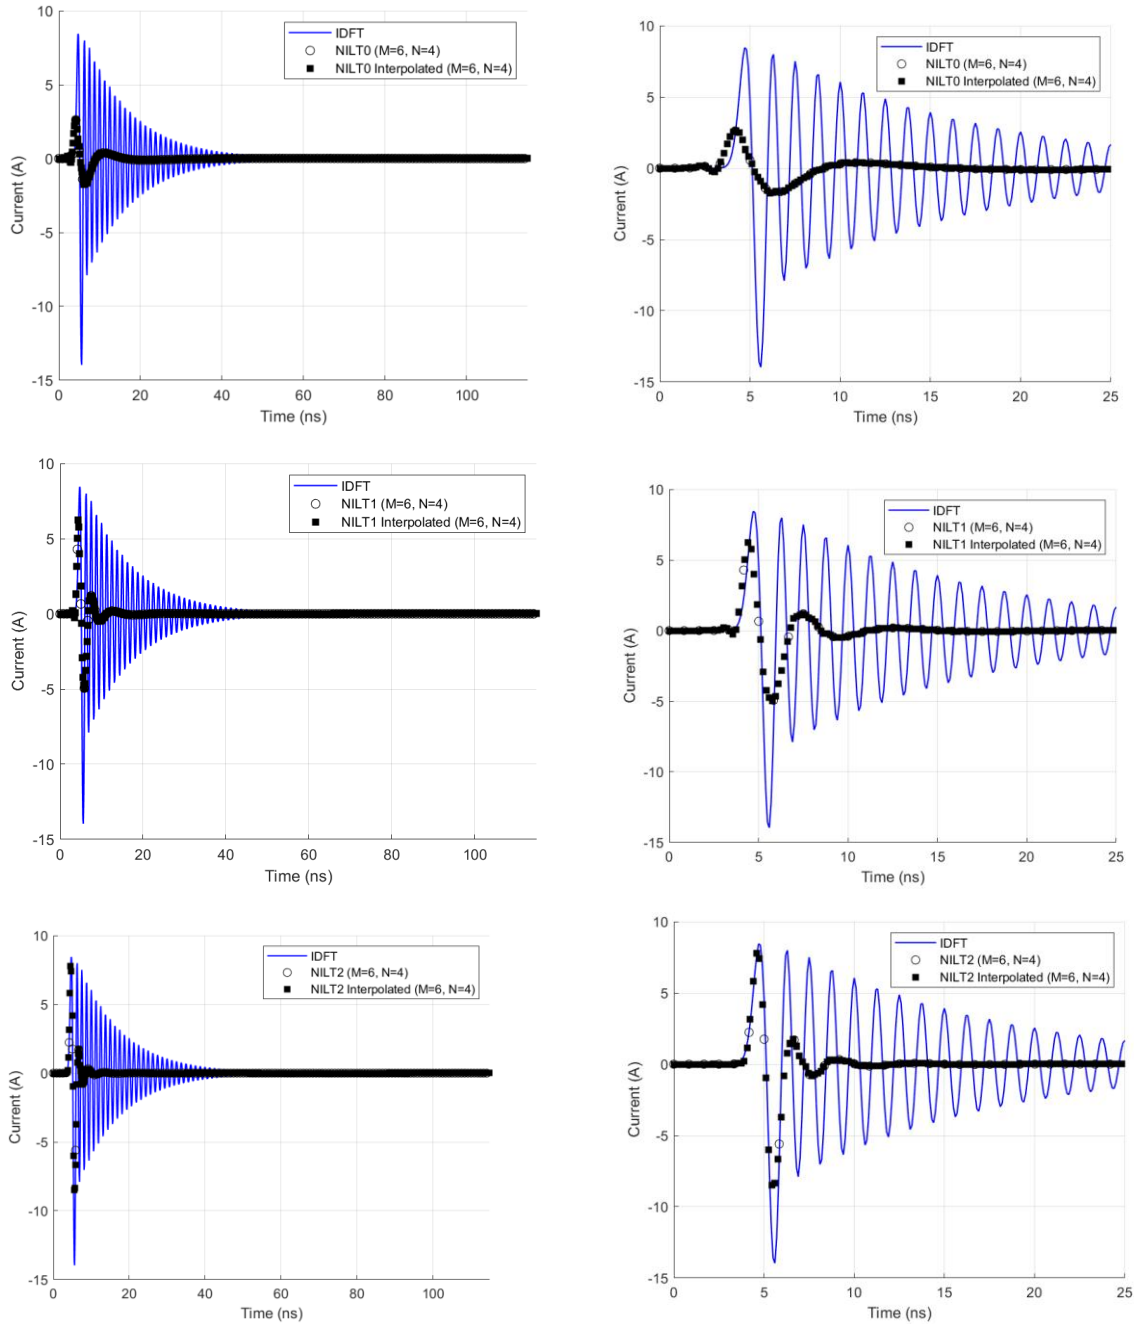 10
5
0
-5
-10
-15
Current (A)
0
20
40
60
80
100
Time (ns)
IDFT
NILT0 (M=6, N=4)
NILT0 Interpolated (M=6, N=4)
10
5
0
-5
-10
-15
Current (A)
0
5
10
15
20
25
Time (ns)
IDFT
NILT0 (M=6, N=4)
NILT0 Interpolated (M=6, N=4)
10
5
0
-5
-10
-15
Current (A)
0
20
40
60
80
100
Time (ns)
IDFT
NILT1 (M=6, N=4)
NILT1 Interpolated (M=6, N=4)
10
5
0
-5
-10
-15
Current (A)
0
5
10
15
20
25
Time (ns)
IDFT
NILT1 (M=6, N=4)
NILT1 Interpolated (M=6, N=4)
10
5
0
-5
-10
-15
Current (A)
0
20
40
60
80
100
Time (ns)
IDFT
NILT2 (M=6, N=4)
NILT2 Interpolated (M=6, N=4)
10
5
0
-5
-10
-15
Current (A)
0
5
10
15
20
25
Time (ns)
IDFT
NILT2 (M=6, N=4)
NILT2 Interpolated (M=6, N=4)